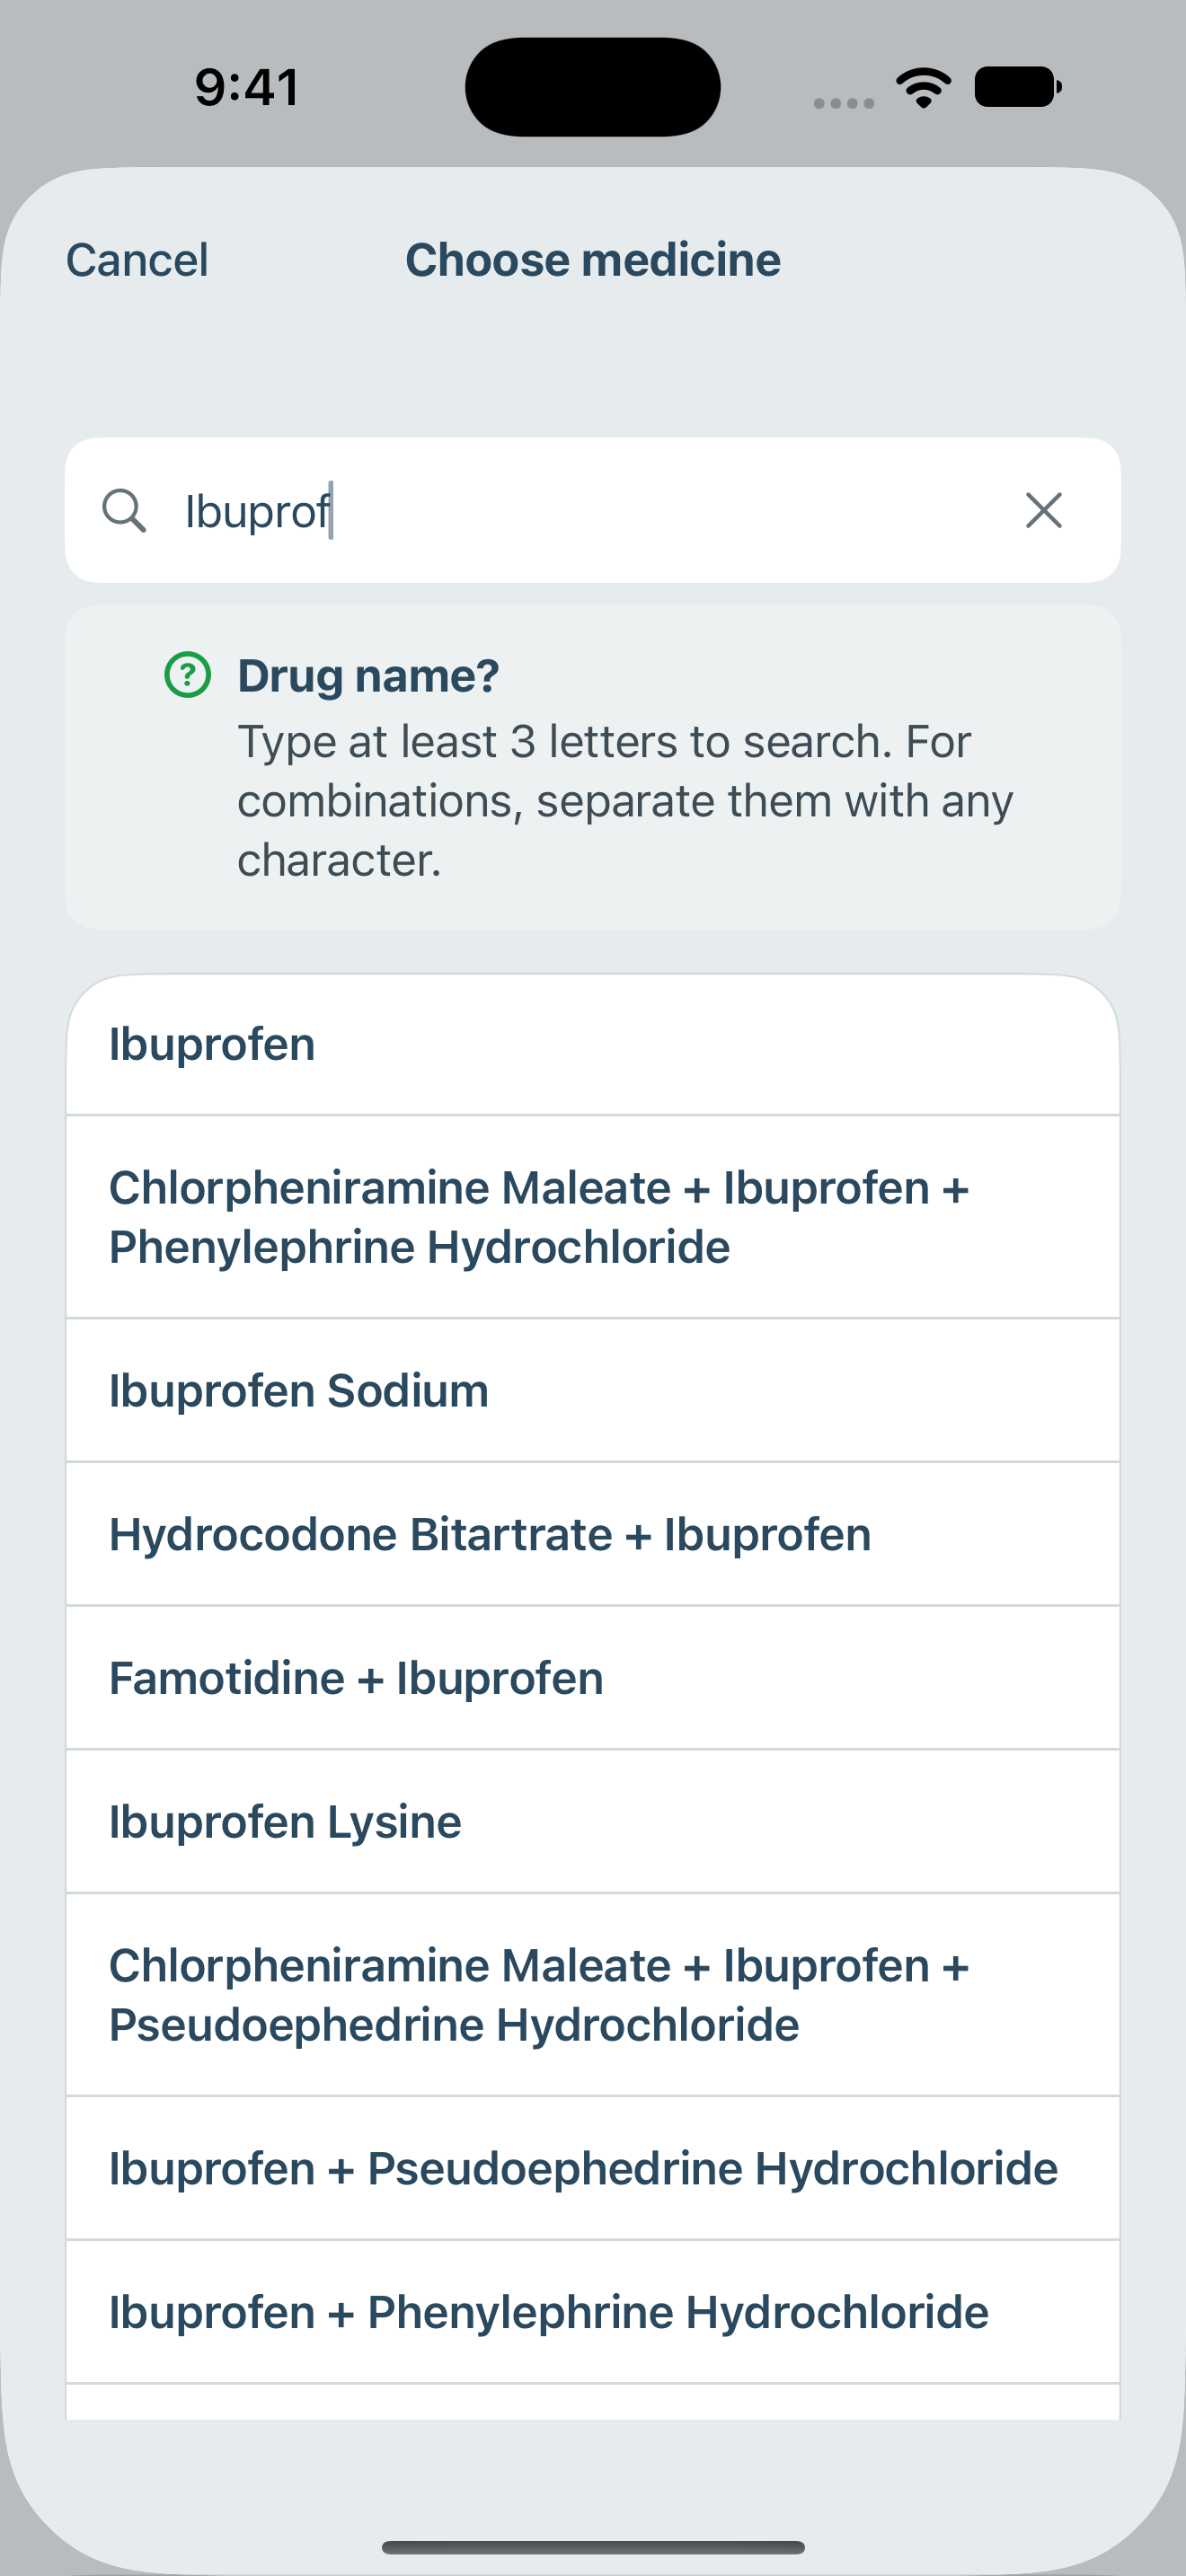 9:41
Cancel
Choose medicine
Ibuprof
Drug name?
Type at least 3 letters to search. For
combinations, separate them with any
character.
Ibuprofen
Chlorpheniramine Maleate + Ibuprofen +
Phenylephrine Hydrochloride
Ibuprofen Sodium
Hydrocodone Bitartrate + Ibuprofen
Famotidine + Ibuprofen
Ibuprofen Lysine
Chlorpheniramine Maleate + Ibuprofen +
Pseudoephedrine Hydrochloride
Ibuprofen + Pseudoephedrine Hydrochloride
Ibuprofen + Phenylephrine Hydrochloride